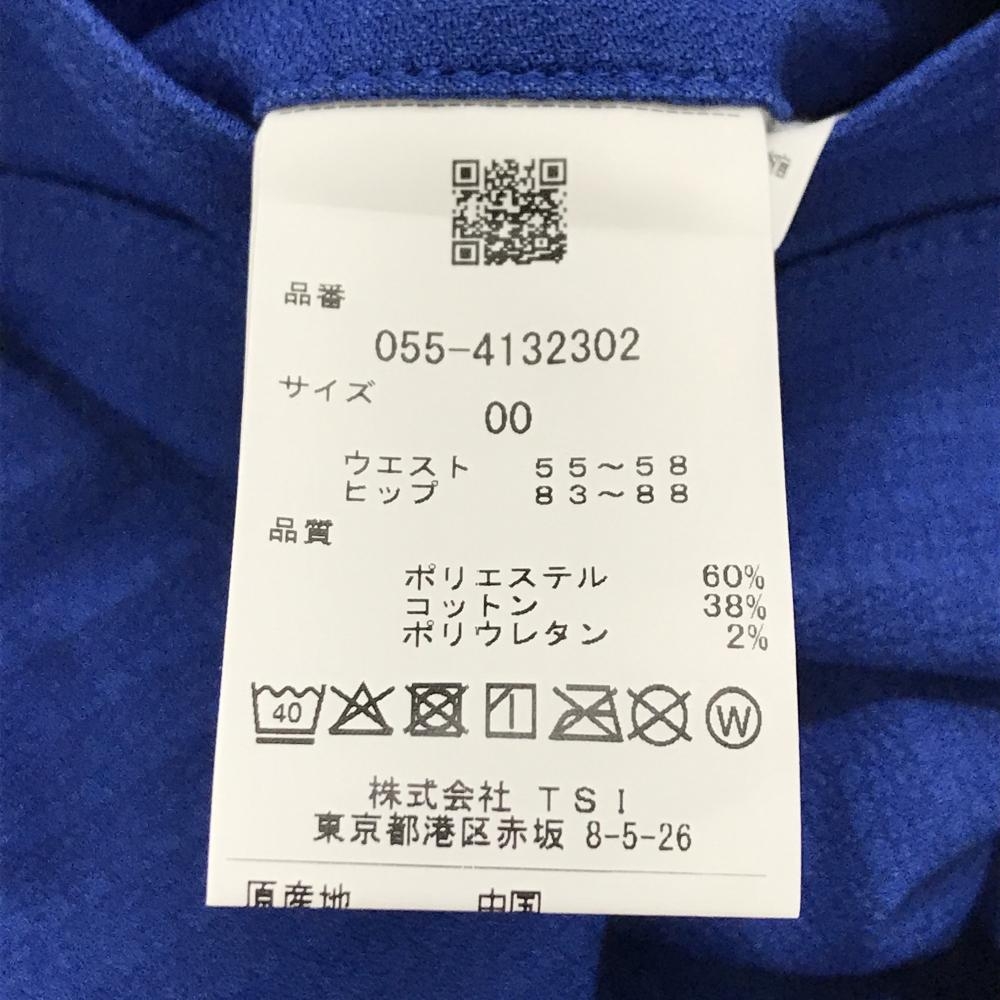 品番
055-4132302
サイズ
00
ウエスト 55～58
ヒップ 83～88
品質
ポリエステル 60%
コットン 38%
ポリウレタン 2%
40
W
株式会社 TSI
東京都港区赤坂 8-5-26
原産地 中国